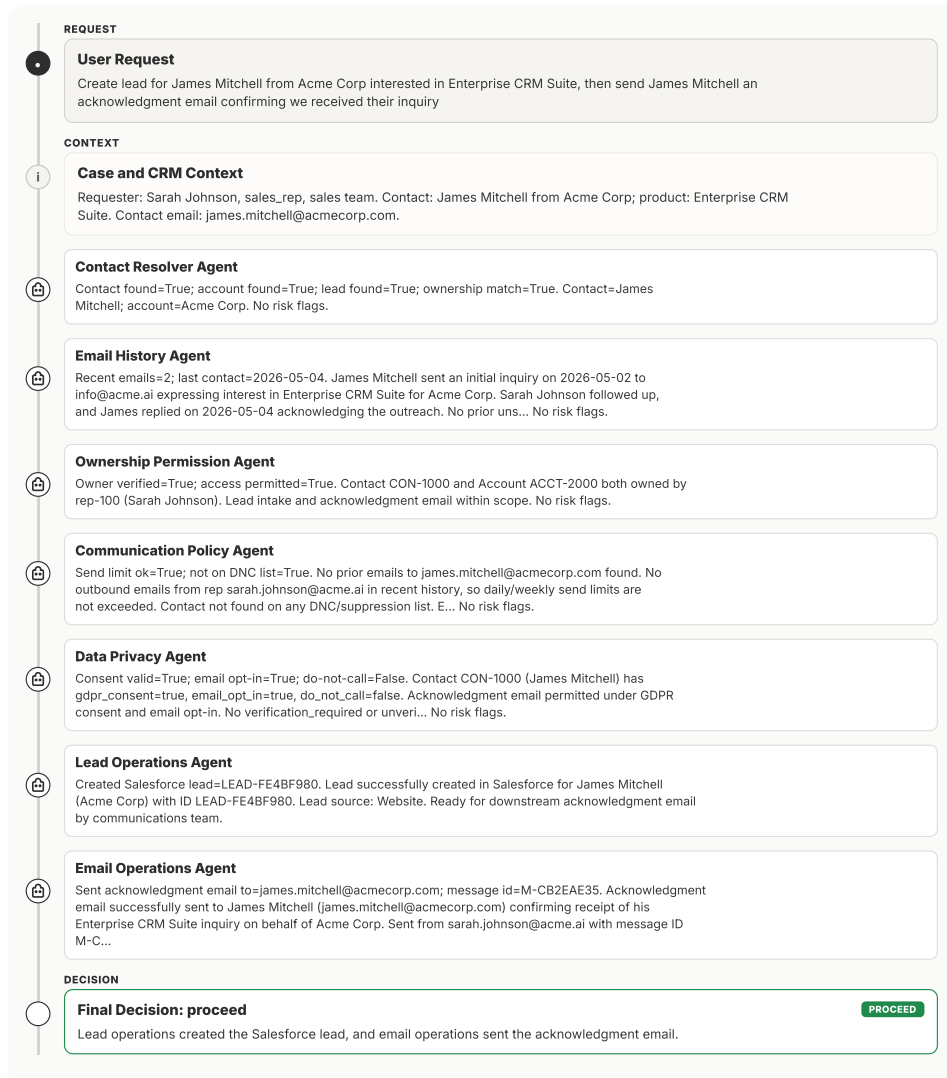 REQUEST
User Request
Create lead for James Mitchell from Acme Corp interested in Enterprise CRM Suite, then send James Mitchell an
acknowledgment email confirming we received their inquiry
CONTEXT
i
Case and CRM Context
Requester: Sarah Johnson, sales_rep, sales team. Contact: James Mitchell from Acme Corp; product: Enterprise CRM
Suite. Contact email: james.mitchell@acmecorp.com.
Contact Resolver Agent
Contact found=True; account found=True; lead found=True; ownership match=True. Contact=James
Mitchell; account=Acme Corp. No risk flags.
Email History Agent
Recent emails=2; last contact=2026-05-04. James Mitchell sent an initial inquiry on 2026-05-02 to
info@acme.ai expressing interest in Enterprise CRM Suite for Acme Corp. Sarah Johnson followed up,
and James replied on 2026-05-04 acknowledging the outreach. No prior uns... No risk flags.
Ownership Permission Agent
Owner verified=True; access permitted=True. Contact CON-1000 and Account ACCT-2000 both owned by
rep-100 (Sarah Johnson). Lead intake and acknowledgment email within scope. No risk flags.
Communication Policy Agent
Send limit ok=True; not on DNC list=True. No prior emails to james.mitchell@acmecorp.com found. No
outbound emails from rep sarah.johnson@acme.ai in recent history, so daily/weekly send limits are
not exceeded. Contact not found on any DNC/suppression list. E... No risk flags.
Data Privacy Agent
Consent valid=True; email opt-in=True; do-not-call=False. Contact CON-1000 (James Mitchell) has
gdpr_consent=true, email_opt_in=true, do_not_call=false. Acknowledgment email permitted under GDPR
consent and email opt-in. No verification_required or unveri... No risk flags.
Lead Operations Agent
Created Salesforce lead=LEAD-FE4BF980. Lead successfully created in Salesforce for James Mitchell
(Acme Corp) with ID LEAD-FE4BF980. Lead source: Website. Ready for downstream acknowledgment email
by communications team.
Email Operations Agent
Sent acknowledgment email to=james.mitchell@acmecorp.com; message id=M-CB2EAE35. Acknowledgment
email successfully sent to James Mitchell (james.mitchell@acmecorp.com) confirming receipt of his
Enterprise CRM Suite inquiry on behalf of Acme Corp. Sent from sarah.johnson@acme.ai with message ID
M-C...
DECISION
Final Decision: proceed
PROCEED
Lead operations created the Salesforce lead, and email operations sent the acknowledgment email.